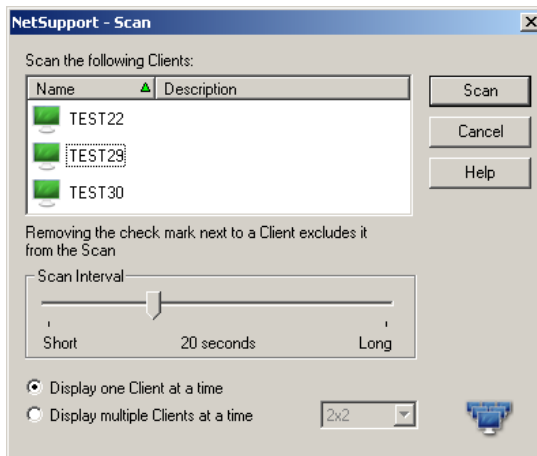 NetSupport - Scan
Scan the following Clients:
Name Description
TEST22
TEST29
TEST30
Scan
Cancel
Help
Removing the check mark next to a Client excludes it
from the Scan
Scan Interval
Short 20 seconds Long
Display one Client at a time
Display multiple Clients at a time 2x2